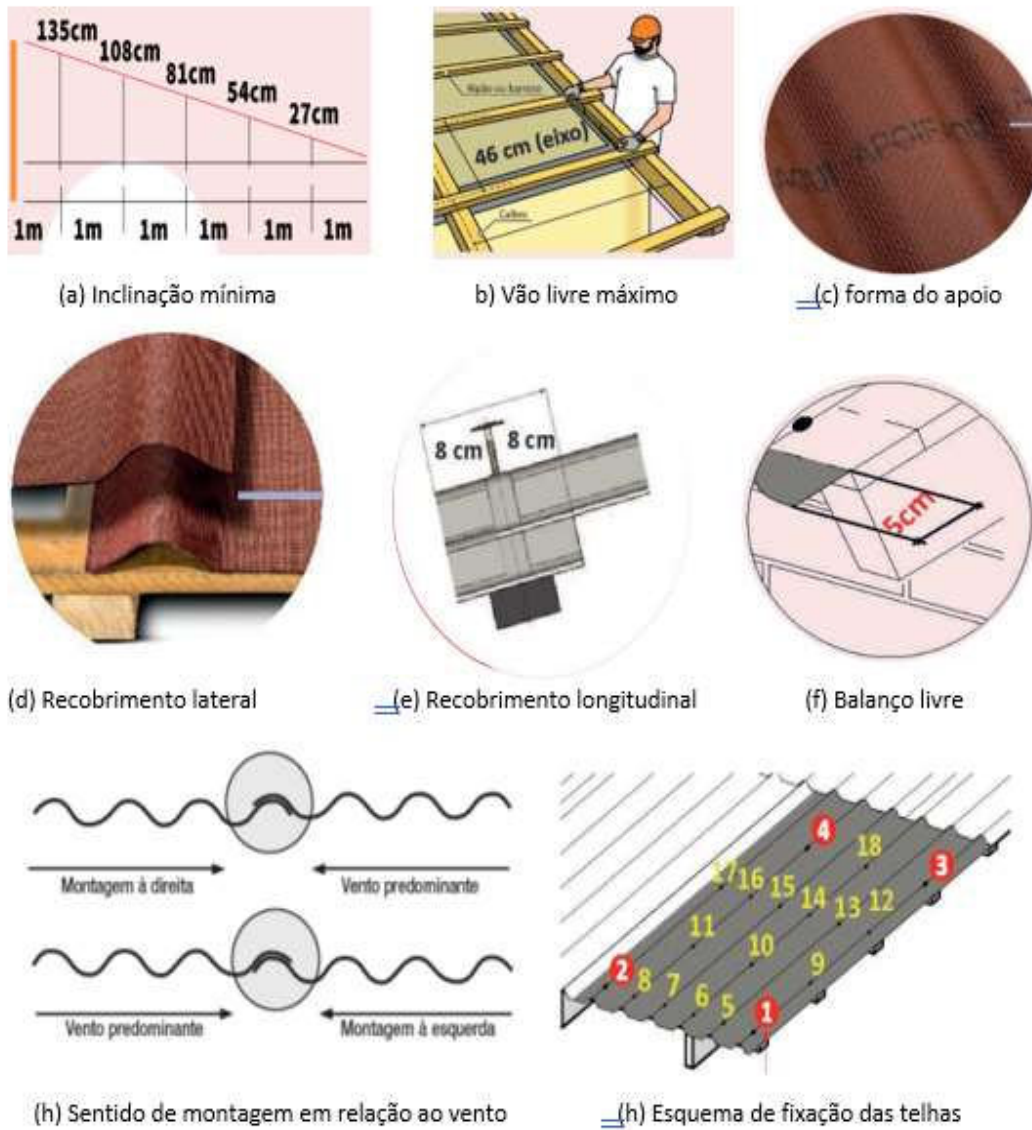 135cm
108cm
81cm
54cm
27cm
1m 1m 1m 1m 1m 1m
(a) Inclinação mínima
46 cm (eixo)
Caibro
b) Vão livre máximo
(c) forma do apoio
(d) Recobrimento lateral
8 cm 8 cm
(e) Recobrimento longitudinal
5cm
(f) Balanço livre
Montagem à direita Vento predominante
Vento predominante Montagem à esquerda
(h) Sentido de montagem em relação ao vento
4
18
3
17 16 15 14 13 12
11
10
9
2
8 7 6 5
1
(h) Esquema de fixação das telhas